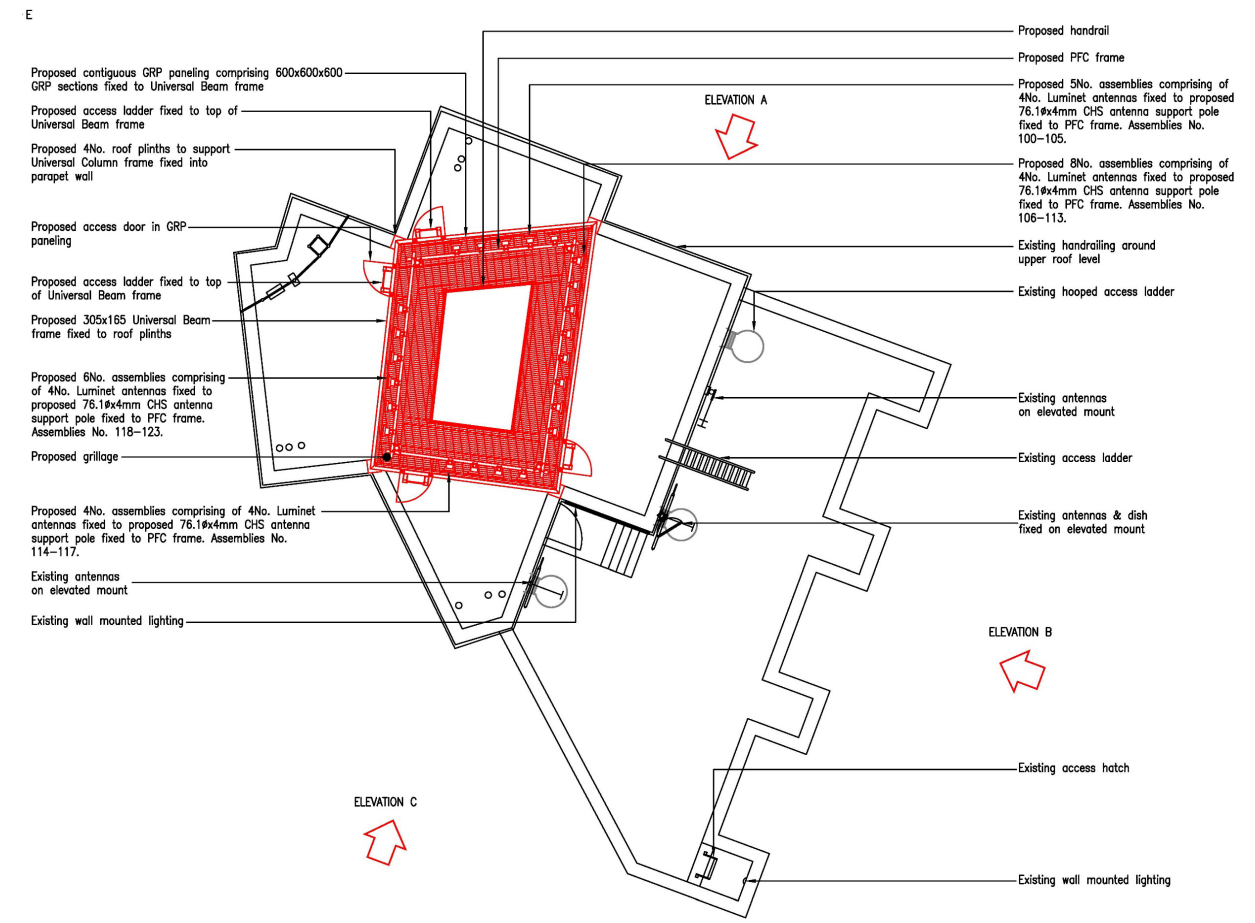 E
Proposed contiguous GRP paneling comprising 600x600x600
GRP sections fixed to Universal Beam frame
Proposed access ladder fixed to top of
Universal Beam frame
Proposed 4No. roof plinths to support
Universal Column frame fixed into
parapet wall
Proposed access door in GRP
paneling
Proposed access ladder fixed to top
of Universal Beam frame
Proposed 305x165 Universal Beam
frame fixed to roof plinths
Proposed 6No. assemblies comprising
of 4No. Luminet antennas fixed to
proposed 76.1øx4mm CHS antenna
support pole fixed to PFC frame.
Assemblies No. 118-123.
Proposed grillage
Proposed 4No. assemblies comprising of 4No. Luminet
antennas fixed to proposed 76.1øx4mm CHS antenna
support pole fixed to PFC frame. Assemblies No.
114-117.
Existing antennas
on elevated mount
Existing wall mounted lighting
ELEVATION A
ELEVATION B
ELEVATION C
Proposed handrail
Proposed PFC frame
Proposed 5No. assemblies comprising of
4No. Luminet antennas fixed to proposed
76.1øx4mm CHS antenna support pole
fixed to PFC frame. Assemblies No.
100-105.
Proposed 8No. assemblies comprising of
4No. Luminet antennas fixed to proposed
76.1øx4mm CHS antenna support pole
fixed to PFC frame. Assemblies No.
106-113.
Existing handrailing around
upper roof level
Existing hooped access ladder
Existing antennas
on elevated mount
Existing access ladder
Existing antennas & dish
fixed on elevated mount
Existing access hatch
Existing wall mounted lighting